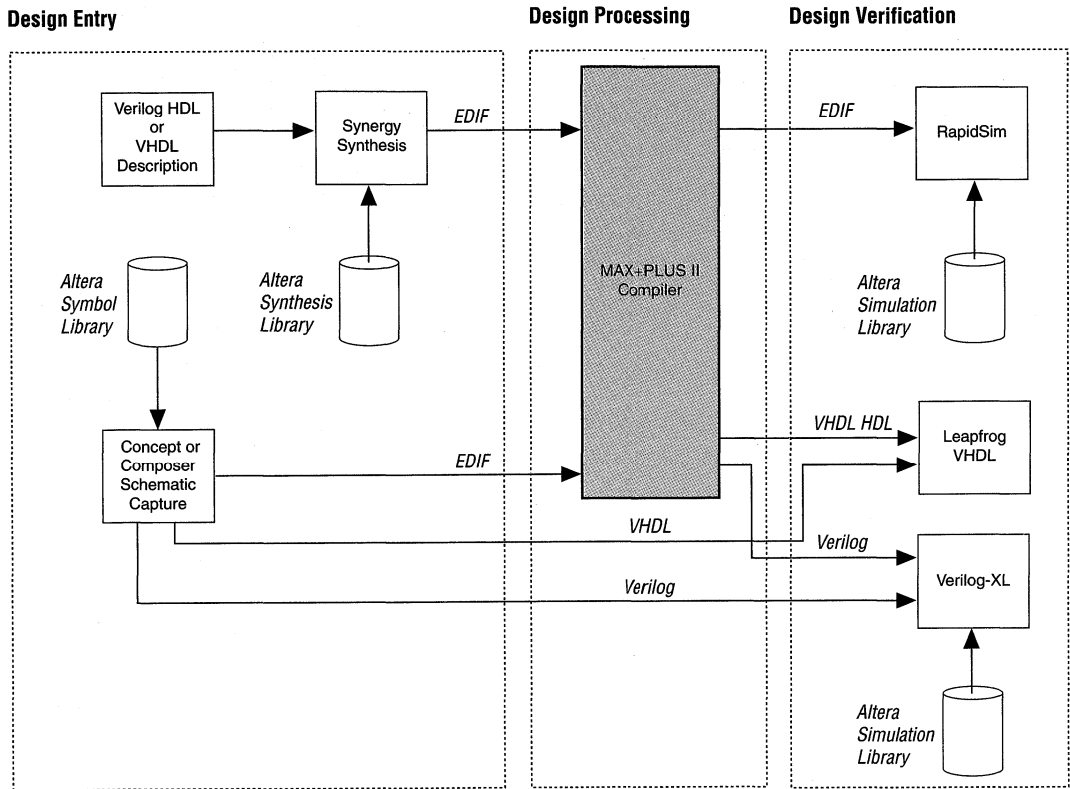 Design Entry
Design Processing
Design Verification
Verilog HDL
or
VHDL
Description
Synergy
Synthesis
EDIF
EDIF
RapidSim
Altera
Symbol
Library
Altera
Synthesis
Library
MAX+PLUS II
Compiler
Altera
Simulation
Library
Concept or
Composer
Schematic
Capture
EDIF
VHDL HDL
Leapfrog
VHDL
VHDL
Verilog
Verilog
Verilog-XL
Altera
Simulation
Library